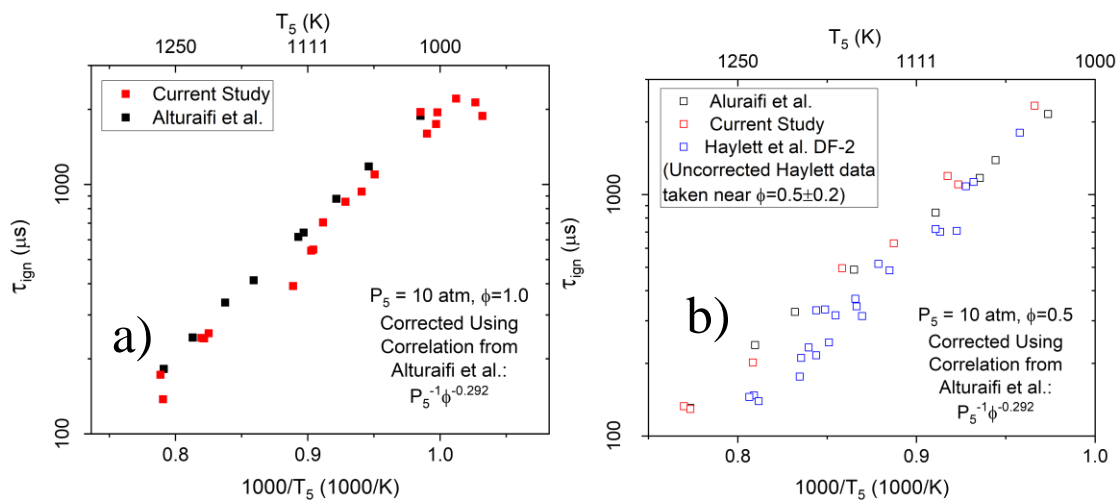 T5 (K)
1250
1111
1000
Current Study
Alturaifi et al.
1000
100
τign (μs)
a)
P5 = 10 atm, ϕ=1.0
Corrected Using
Correlation from
Alturaifi et al.:
P5^-1ϕ^-0.292
0.8
0.9
1.0
1000/T5 (1000/K)
T5 (K)
1250
1111
1000
Aluraifi et al.
Current Study
Haylett et al. DF-2
(Uncorrected Haylett data
taken near ϕ=0.5±0.2)
1000
100
τign (μs)
b)
P5 = 10 atm, ϕ=0.5
Corrected Using
Correlation from
Alturaifi et al.:
P5^-1ϕ^-0.292
0.8
0.9
1.0
1000/T5 (1000/K)